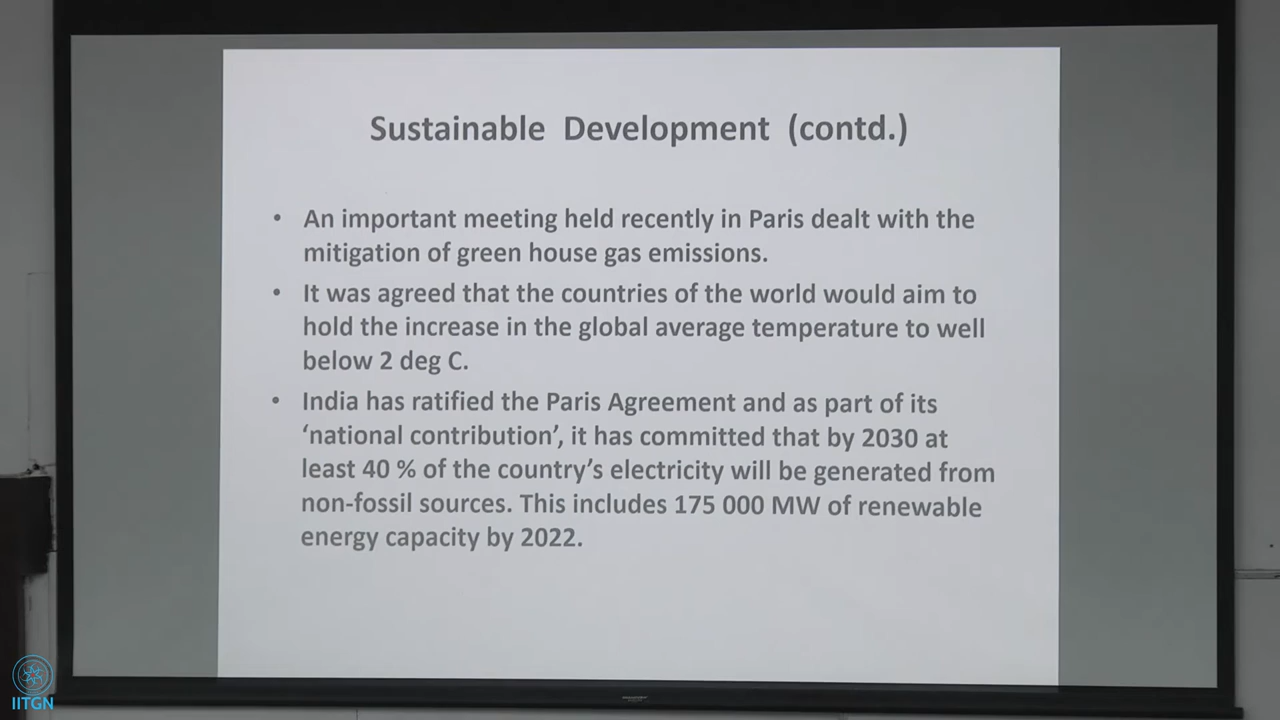 Sustainable Development (contd.)
• An important meeting held recently in Paris dealt with the
mitigation of green house gas emissions.
• It was agreed that the countries of the world would aim to
hold the increase in the global average temperature to well
below 2 deg C.
• India has ratified the Paris Agreement and as part of its
‘national contribution’, it has committed that by 2030 at
least 40 % of the country’s electricity will be generated from
non-fossil sources. This includes 175 000 MW of renewable
energy capacity by 2022.
IITGN